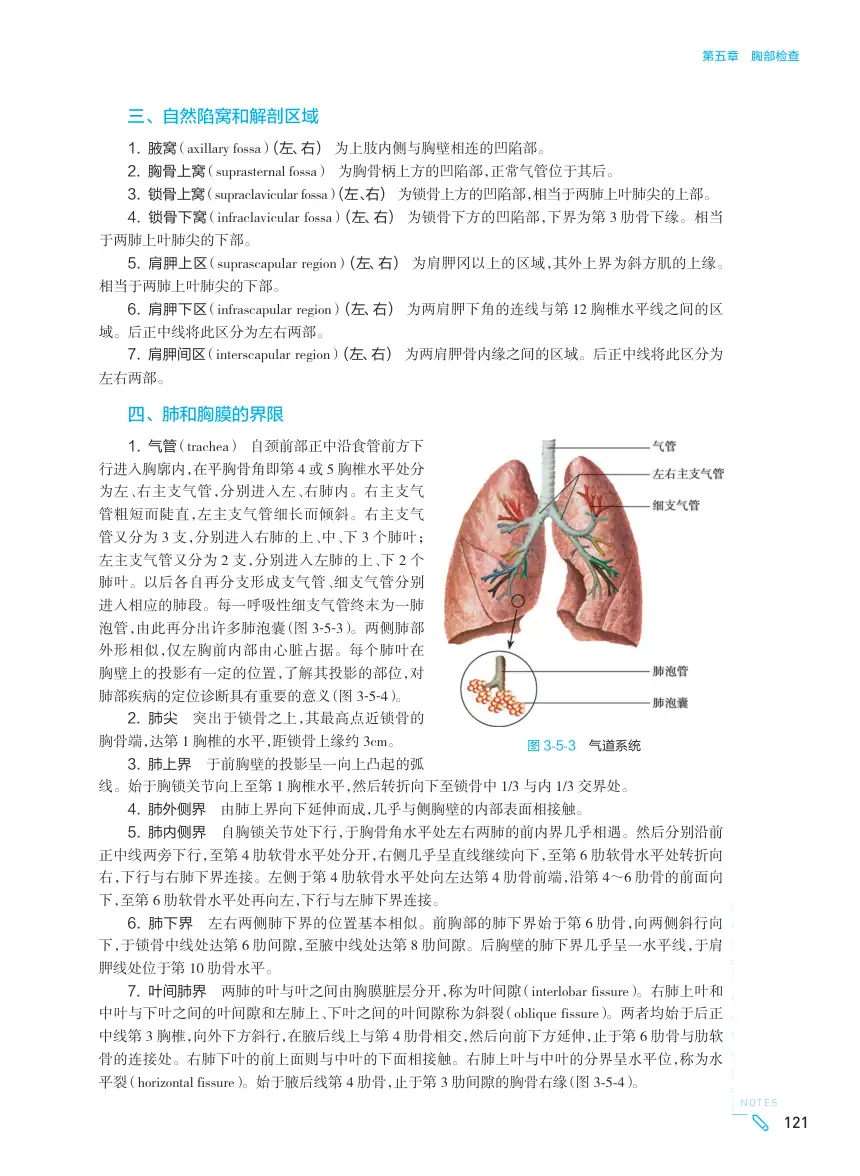 第五章 胸部检查
三、自然陷窝和解剖区域
1. 腋窝(axillary fossa)(左、右) 为上肢内侧与胸壁相连的凹陷部。
2. 胸骨上窝(suprasternal fossa) 为胸骨柄上方的凹陷部,正常气管位于其后。
3. 锁骨上窝(supraclavicular fossa)(左、右) 为锁骨上方的凹陷部,相当于两肺上叶肺尖的上部。
4. 锁骨下窝(infraclavicular fossa)(左、右) 为锁骨下方的凹陷部,下界为第 3 肋骨下缘。相当
于两肺上叶肺尖的下部。
5. 肩胛上区(suprascapular region)(左、右) 为肩胛冈以上的区域,其外上界为斜方肌的上缘。
相当于两肺上叶肺尖的下部。
6. 肩胛下区(infrascapular region)(左、右) 为两肩胛下角的连线与第 12 胸椎水平线之间的区
域。后正中线将此区分为左右两部。
7. 肩胛间区(interscapular region)(左、右) 为两肩胛骨内缘之间的区域。后正中线将此区分为
左右两部。
四、肺和胸膜的界限
1. 气管(trachea) 自颈前部正中沿食管前方下
行进入胸廓内,在平胸骨角即第 4 或 5 胸椎水平处分
为左、右主支气管,分别进入左、右肺内。右主支气
管粗短而陡直,左主支气管细长而倾斜。右主支气
管又分为 3 支,分别进入右肺的上、中、下 3 个肺叶;
左主支气管又分为 2 支,分别进入左肺的上、下 2 个
肺叶。以后各自再分支形成支气管、细支气管分别
进入相应的肺段。每一呼吸性细支气管终末为一肺
泡管,由此再分出许多肺泡囊(图 3-5-3)。两侧肺部
外形相似,仅左胸前内部由心脏占据。每个肺叶在
胸壁上的投影有一定的位置,了解其投影的部位,对
肺部疾病的定位诊断具有重要的意义(图 3-5-4)。
2. 肺尖 突出于锁骨之上,其最高点近锁骨的
胸骨端,达第 1 胸椎的水平,距锁骨上缘约 3cm。
3. 肺上界 于前胸壁的投影呈一向上凸起的弧
线。始于胸锁关节向上至第 1 胸椎水平,然后转折向下至锁骨中 1/3 与内 1/3 交界处。
4. 肺外侧界 由肺上界向下延伸而成,几乎与侧胸壁的内部表面相接触。
5. 肺内侧界 自胸锁关节处下行,于胸骨角水平处左右两肺的前内界几乎相遇。然后分别沿前
正中线两旁下行,至第 4 肋软骨水平处分开,右侧几乎呈直线继续向下,至第 6 肋软骨水平处转折向
右,下行与右肺下界连接。左侧于第 4 肋软骨水平处向左达第 4 肋骨前端,沿第 4～6 肋骨的前面向
下,至第 6 肋软骨水平处再向左,下行与左肺下界连接。
6. 肺下界 左右两侧肺下界的位置基本相似。前胸部的肺下界始于第 6 肋骨,向两侧斜行向
下,于锁骨中线处达第 6 肋间隙,至腋中线处达第 8 肋间隙。后胸壁的肺下界几乎呈一水平线,于肩
胛线处位于第 10 肋骨水平。
7. 叶间肺界 两肺的叶与叶之间由胸膜脏层分开,称为叶间隙(interlobar fissure)。右肺上叶和
中叶与下叶之间的叶间隙和左肺上、下叶之间的叶间隙称为斜裂(oblique fissure)。两者均始于后正
中线第 3 胸椎,向外下方斜行,在腋后线上与第 4 肋骨相交,然后向前下方延伸,止于第 6 肋骨与肋软
骨的连接处。右肺下叶的前上面则与中叶的下面相接触。右肺上叶与中叶的分界呈水平位,称为水
平裂(horizontal fissure)。始于腋后线第 4 肋骨,止于第 3 肋间隙的胸骨右缘(图 3-5-4)。
气管
左右主支气管
细支气管
肺泡管
肺泡囊
图 3-5-3 气道系统
NOTES
121